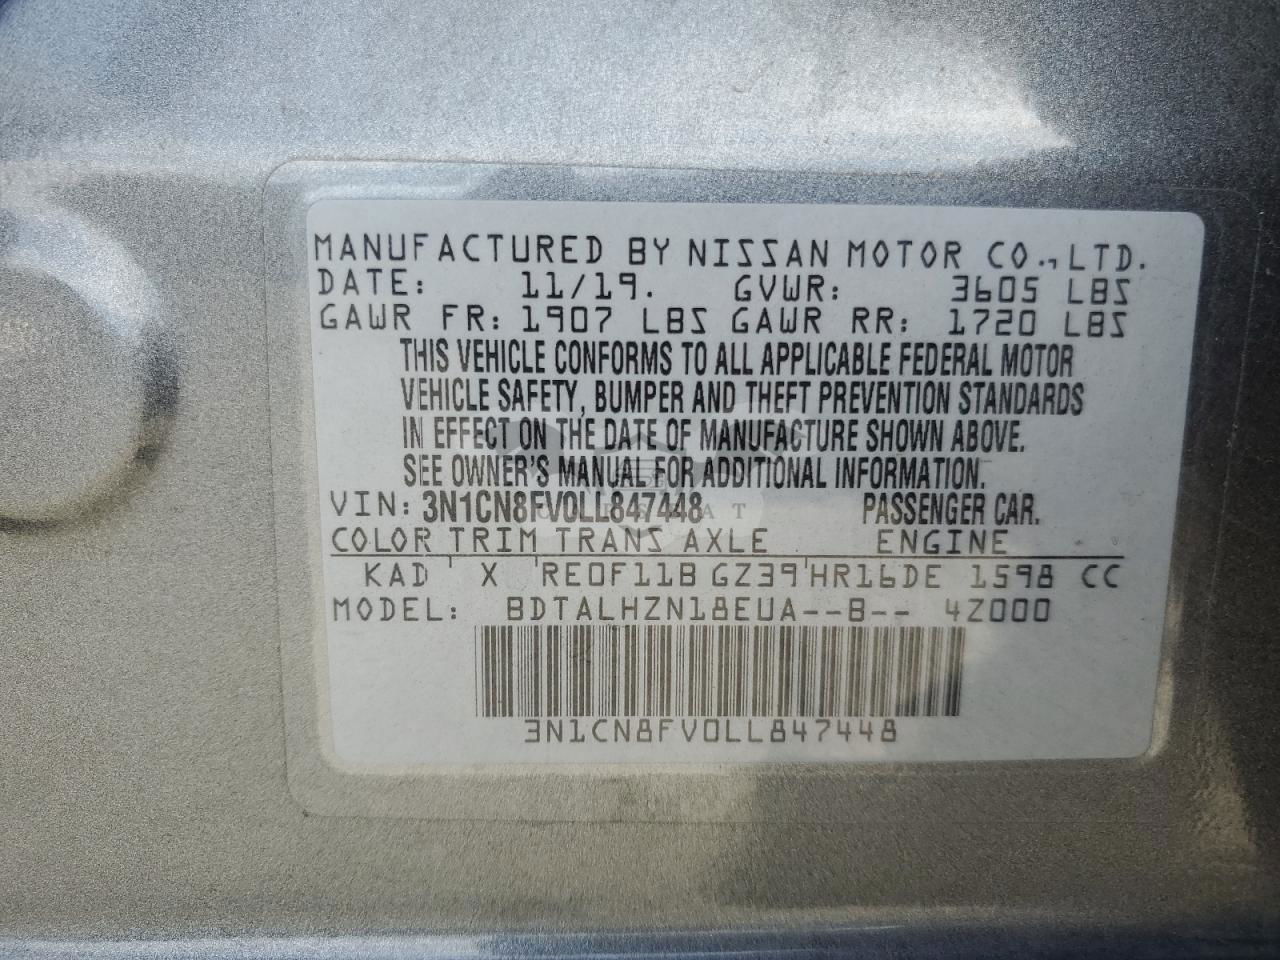 MANUFACTURED BY NISSAN MOTOR CO., LTD.
DATE: 11/19. GVWR: 3605 LBS
GAWR FR: 1907 LBS GAWR RR: 1720 LBS
THIS VEHICLE CONFORMS TO ALL APPLICABLE FEDERAL MOTOR
VEHICLE SAFETY, BUMPER AND THEFT PREVENTION STANDARDS
IN EFFECT ON THE DATE OF MANUFACTURE SHOWN ABOVE.
SEE OWNER'S MANUAL FOR ADDITIONAL INFORMATION.
VIN: 3N1CN8FV0LL847448 PASSENGER CAR.
COLOR TRIM TRANS AXLE ENGINE
KAD X RE0F11B GZ39 HR16DE 1598 CC
MODEL: BDTALHZN18EUA--B-- 4Z000
3N1CN8FV0LL847448